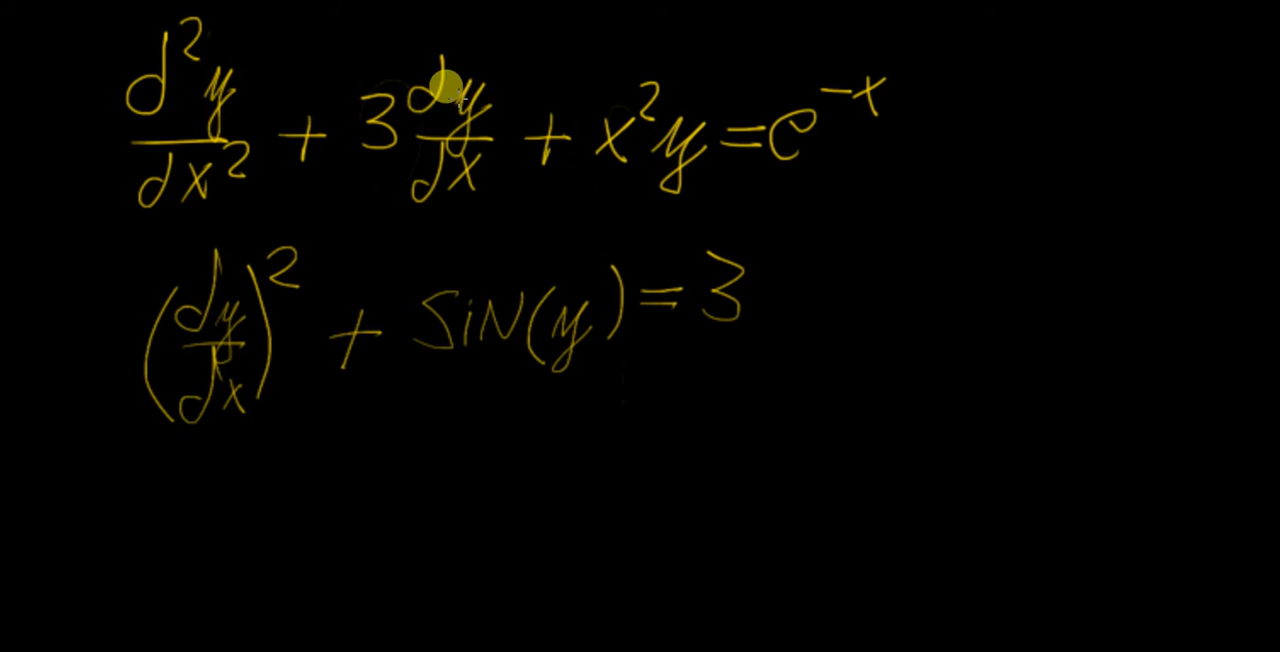 d²y/dx² + 3 dy/dx + x²y = e^(-x)
(dy/dx)² + SiN(y) = 3